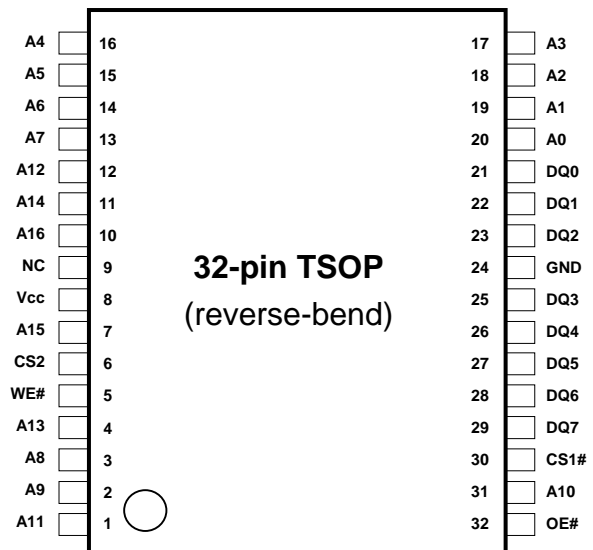 A4 16 17 A3
A5 15 18 A2
A6 14 19 A1
A7 13 20 A0
A12 12 21 DQ0
A14 11 22 DQ1
A16 10 23 DQ2
NC 9 32-pin TSOP 24 GND
Vcc 8 (reverse-bend) 25 DQ3
A15 7 26 DQ4
CS2 6 27 DQ5
WE# 5 28 DQ6
A13 4 29 DQ7
A8 3 30 CS1#
A9 2 31 A10
A11 1 32 OE#